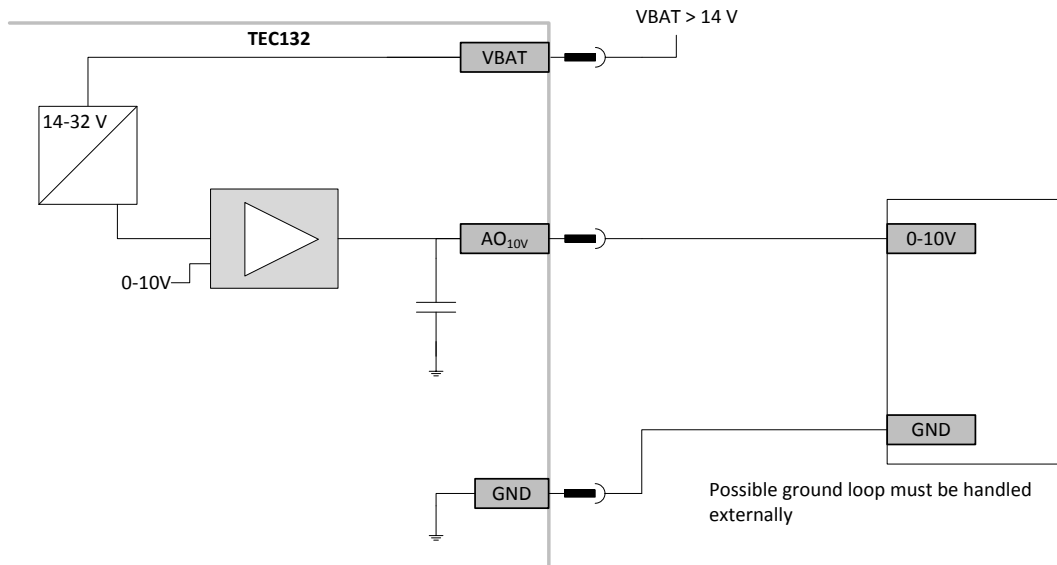 VBAT > 14 V
TEC132
VBAT
14-32 V
AO10V
0-10V
0-10V
GND
GND
Possible ground loop must be handled
externally